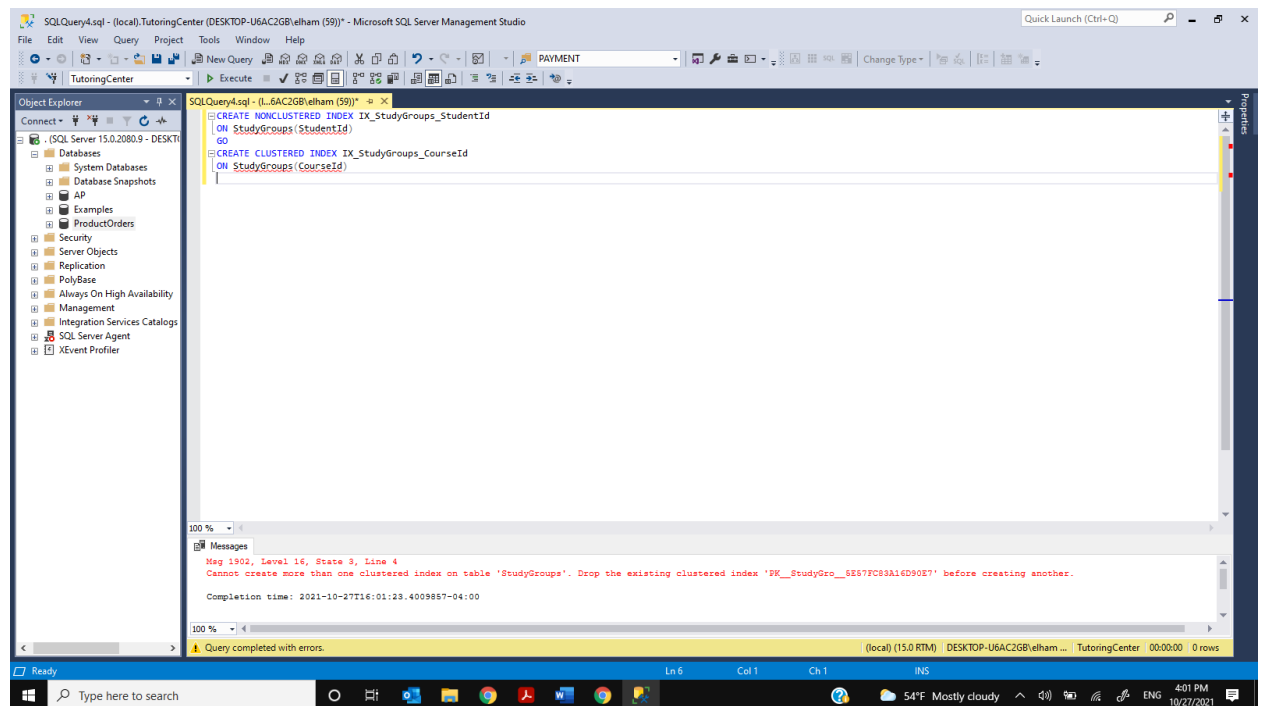 SQLQuery4.sql - (local).TutoringCenter (DESKTOP-U6AC2GB\elham (59))* - Microsoft SQL Server Management Studio
Quick Launch (Ctrl+Q)
File Edit View Query Project Tools Window Help
New Query PAYMENT Change Type
TutoringCenter Execute
Object Explorer
Connect
. (SQL Server 15.0.2080.9 - DESKT
Databases
System Databases
Database Snapshots
AP
Examples
ProductOrders
Security
Server Objects
Replication
PolyBase
Always On High Availability
Management
Integration Services Catalogs
SQL Server Agent
XEvent Profiler
SQLQuery4.sql - (l...6AC2GB\elham (59))*
CREATE NONCLUSTERED INDEX IX_StudyGroups_StudentId
ON StudyGroups(StudentId)
GO
CREATE CLUSTERED INDEX IX_StudyGroups_CourseId
ON StudyGroups(CourseId)
Properties
100 %
Messages
Msg 1902, Level 16, State 3, Line 4
Cannot create more than one clustered index on table 'StudyGroups'. Drop the existing clustered index 'PK__StudyGro__5E57FC83A16D90E7' before creating another.
Completion time: 2021-10-27T16:01:23.4009857-04:00
100 %
Query completed with errors.
(local) (15.0 RTM) DESKTOP-U6AC2GB\elham ... TutoringCenter 00:00:00 0 rows
Ready Ln 6 Col 1 Ch 1 INS
Type here to search
54°F Mostly cloudy ENG 4:01 PM
10/27/2021